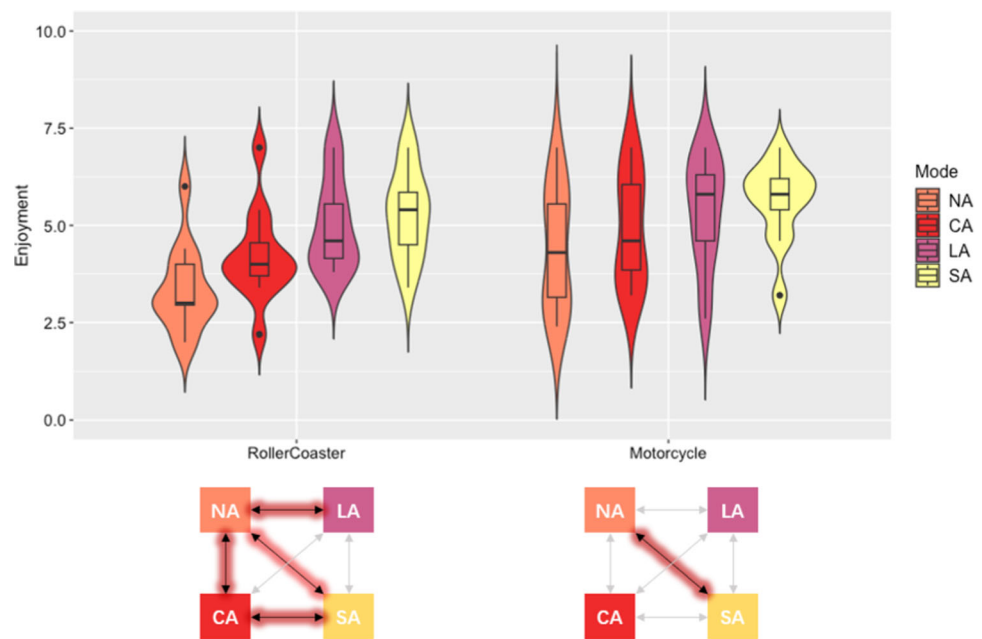 10.0
7.5
5.0
2.5
0.0
Enjoyment
RollerCoaster
Motorcycle
Mode
NA
CA
LA
SA
NA LA
CA SA
NA LA
CA SA